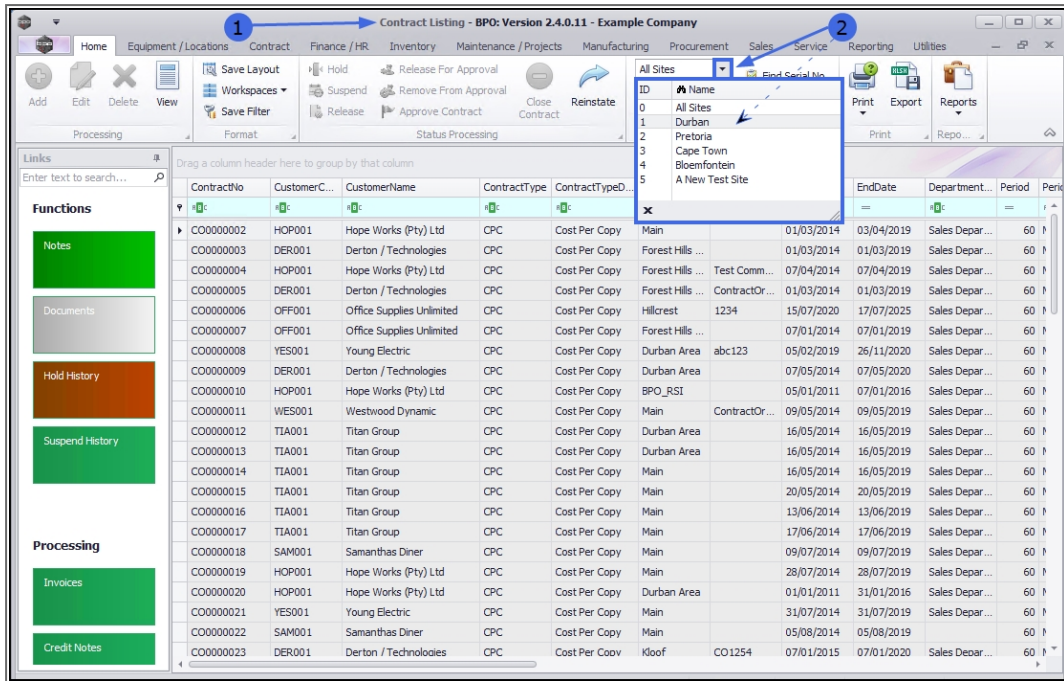 Contract Listing - BPO: Version 2.4.0.11 - Example Company
1
2
Home Equipment / Locations Contract Finance / HR Inventory Maintenance / Projects Manufacturing Procurement Sales Service Reporting Utilities
Add Edit Delete View
Save Layout
Workspaces
Save Filter
Hold
Suspend
Release
Release For Approval
Remove From Approval
Approve Contract
Close Contract
Reinstate
All Sites
Find Serial No
Print Export Reports
Processing Format Status Processing Print Repo...
ID Name
0 All Sites
1 Durban
2 Pretoria
3 Cape Town
4 Bloemfontein
5 A New Test Site
x
Links
Enter text to search...
Functions
Notes
Documents
Hold History
Suspend History
Processing
Invoices
Credit Notes
Drag a column header here to group by that column
ContractNo CustomerC... CustomerName ContractType ContractTypeD... EndDate Department... Period Perio
CO0000002 HOP001 Hope Works (Pty) Ltd CPC Cost Per Copy Main 01/03/2014 03/04/2019 Sales Depar... 60
CO0000003 DER001 Derton / Technologies CPC Cost Per Copy Forest Hills ... 01/03/2014 01/03/2019 Sales Depar... 60
CO0000004 HOP001 Hope Works (Pty) Ltd CPC Cost Per Copy Forest Hills ... Test Comm... 07/04/2014 07/04/2019 Sales Depar... 60
CO0000005 DER001 Derton / Technologies CPC Cost Per Copy Forest Hills ... ContractOr... 01/03/2014 01/03/2019 Sales Depar... 60
CO0000006 OFF001 Office Supplies Unlimited CPC Cost Per Copy Hillcrest 1234 15/07/2020 17/07/2025 Sales Depar... 60
CO0000007 OFF001 Office Supplies Unlimited CPC Cost Per Copy Forest Hills ... 07/01/2014 07/01/2019 Sales Depar... 60
CO0000008 YES001 Young Electric CPC Cost Per Copy Durban Area abc123 05/02/2019 26/11/2020 Sales Depar... 60
CO0000009 DER001 Derton / Technologies CPC Cost Per Copy Durban Area 07/05/2014 07/05/2020 Sales Depar... 60
CO0000010 HOP001 Hope Works (Pty) Ltd CPC Cost Per Copy BPO_RSI 05/01/2011 07/01/2016 Sales Depar... 60
CO0000011 WES001 Westwood Dynamic CPC Cost Per Copy Main ContractOr... 09/05/2014 09/05/2019 Sales Depar... 60
CO0000012 TIA001 Titan Group CPC Cost Per Copy Durban Area 16/05/2014 16/05/2019 Sales Depar... 60
CO0000013 TIA001 Titan Group CPC Cost Per Copy Durban Area 16/05/2014 16/05/2019 Sales Depar... 60
CO0000014 TIA001 Titan Group CPC Cost Per Copy Main 16/05/2014 16/05/2019 Sales Depar... 60
CO0000015 TIA001 Titan Group CPC Cost Per Copy Main 20/05/2014 20/05/2019 Sales Depar... 60
CO0000016 TIA001 Titan Group CPC Cost Per Copy Main 13/06/2014 13/06/2019 Sales Depar... 60
CO0000017 TIA001 Titan Group CPC Cost Per Copy Main 17/06/2014 17/06/2019 Sales Depar... 60
CO0000018 SAM001 Samanthas Diner CPC Cost Per Copy Main 09/07/2014 09/07/2019 Sales Depar... 60
CO0000019 HOP001 Hope Works (Pty) Ltd CPC Cost Per Copy Main 28/07/2014 28/07/2019 Sales Depar... 60
CO0000020 HOP001 Hope Works (Pty) Ltd CPC Cost Per Copy Durban Area 01/01/2011 31/01/2016 Sales Depar... 60
CO0000021 YES001 Young Electric CPC Cost Per Copy Main 31/07/2014 31/07/2019 Sales Depar... 60
CO0000022 SAM001 Samanthas Diner CPC Cost Per Copy Main 05/08/2014 05/08/2019 60
CO0000023 DER001 Derton / Technologies CPC Cost Per Copy Kloof CO1254 07/01/2015 07/01/2020 Sales Depar... 60